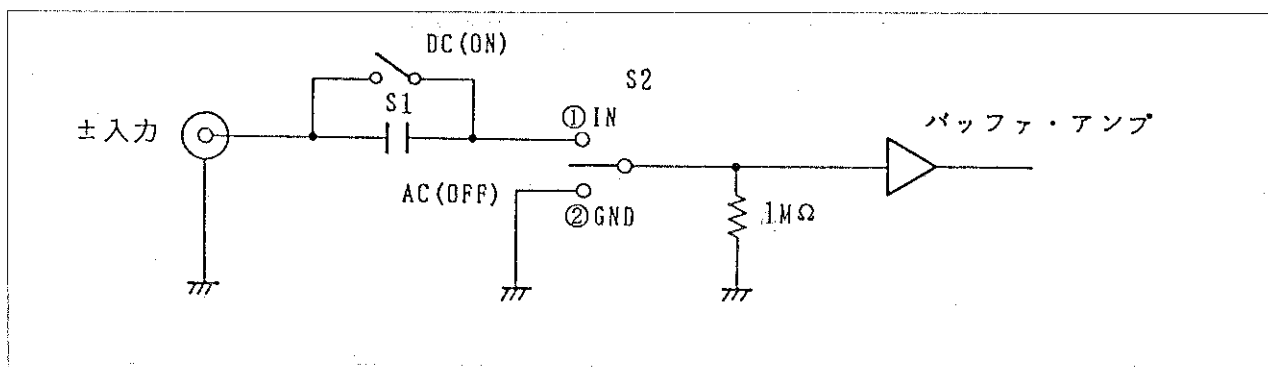 DC(ON)
S1
S2
±入力
①IN
バッファ・アンプ
AC(OFF)
②GND
1MΩ